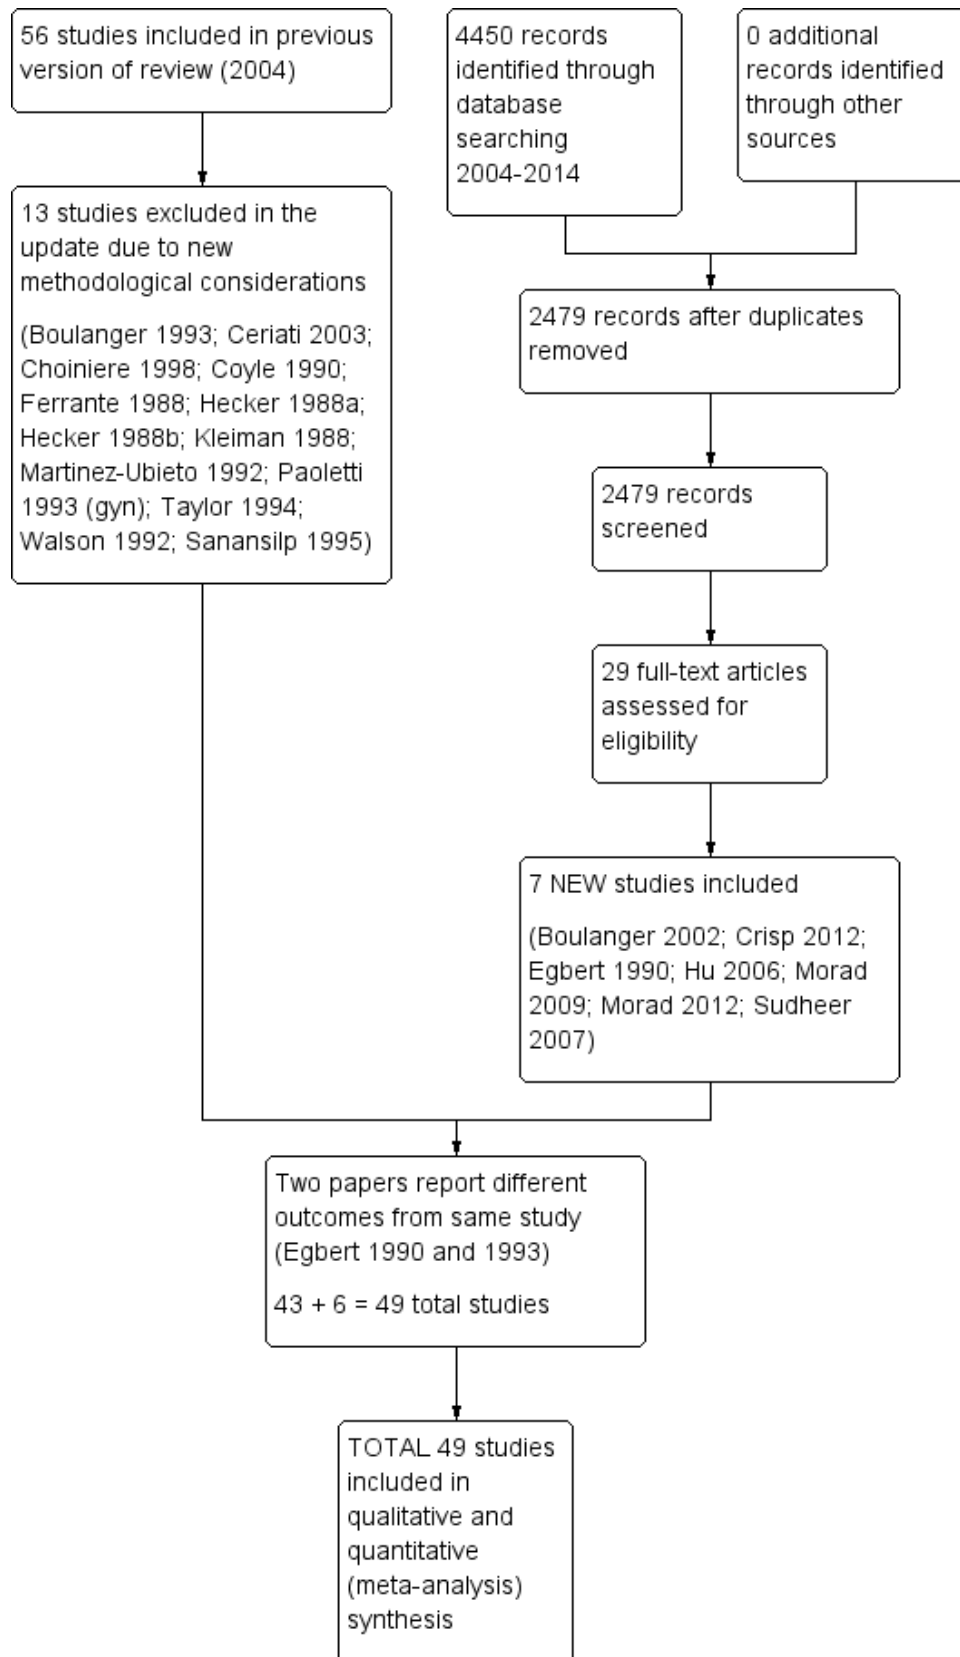 56 studies included in previous
version of review (2004)
4450 records
identified through
database
searching
2004-2014
0 additional
records identified
through other
sources
13 studies excluded in the
update due to new
methodological considerations
(Boulanger 1993; Ceriati 2003;
Choiniere 1998; Coyle 1990;
Ferrante 1988; Hecker 1988a;
Hecker 1988b; Kleiman 1988;
Martinez-Ubieto 1992; Paoletti
1993 (gyn); Taylor 1994;
Walson 1992; Sanansilp 1995)
2479 records after duplicates
removed
2479 records
screened
29 full-text articles
assessed for
eligibility
7 NEW studies included
(Boulanger 2002; Crisp 2012;
Egbert 1990; Hu 2006; Morad
2009; Morad 2012; Sudheer
2007)
Two papers report different
outcomes from same study
(Egbert 1990 and 1993)
43 + 6 = 49 total studies
TOTAL 49 studies
included in
qualitative and
quantitative
(meta-analysis)
synthesis